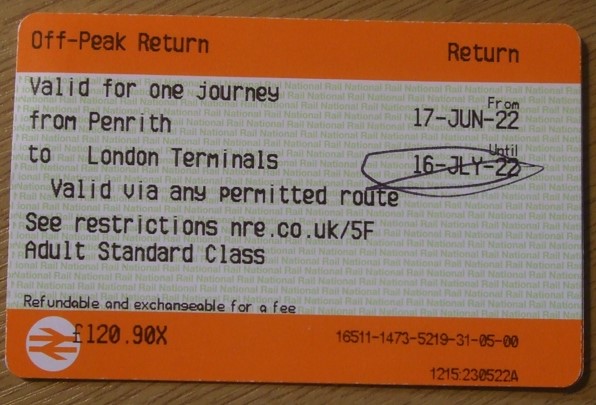 Off-Peak Return Return
Valid for one journey From
from Penrith 17-JUN-22
Until
to London Terminals 16-JLY-22
Valid via any permitted route
See restrictions nre.co.uk/5F
Adult Standard Class
Refundable and exchangeable for a fee
£120.90X 16511-1473-5219-31-05-00
1215:230522A